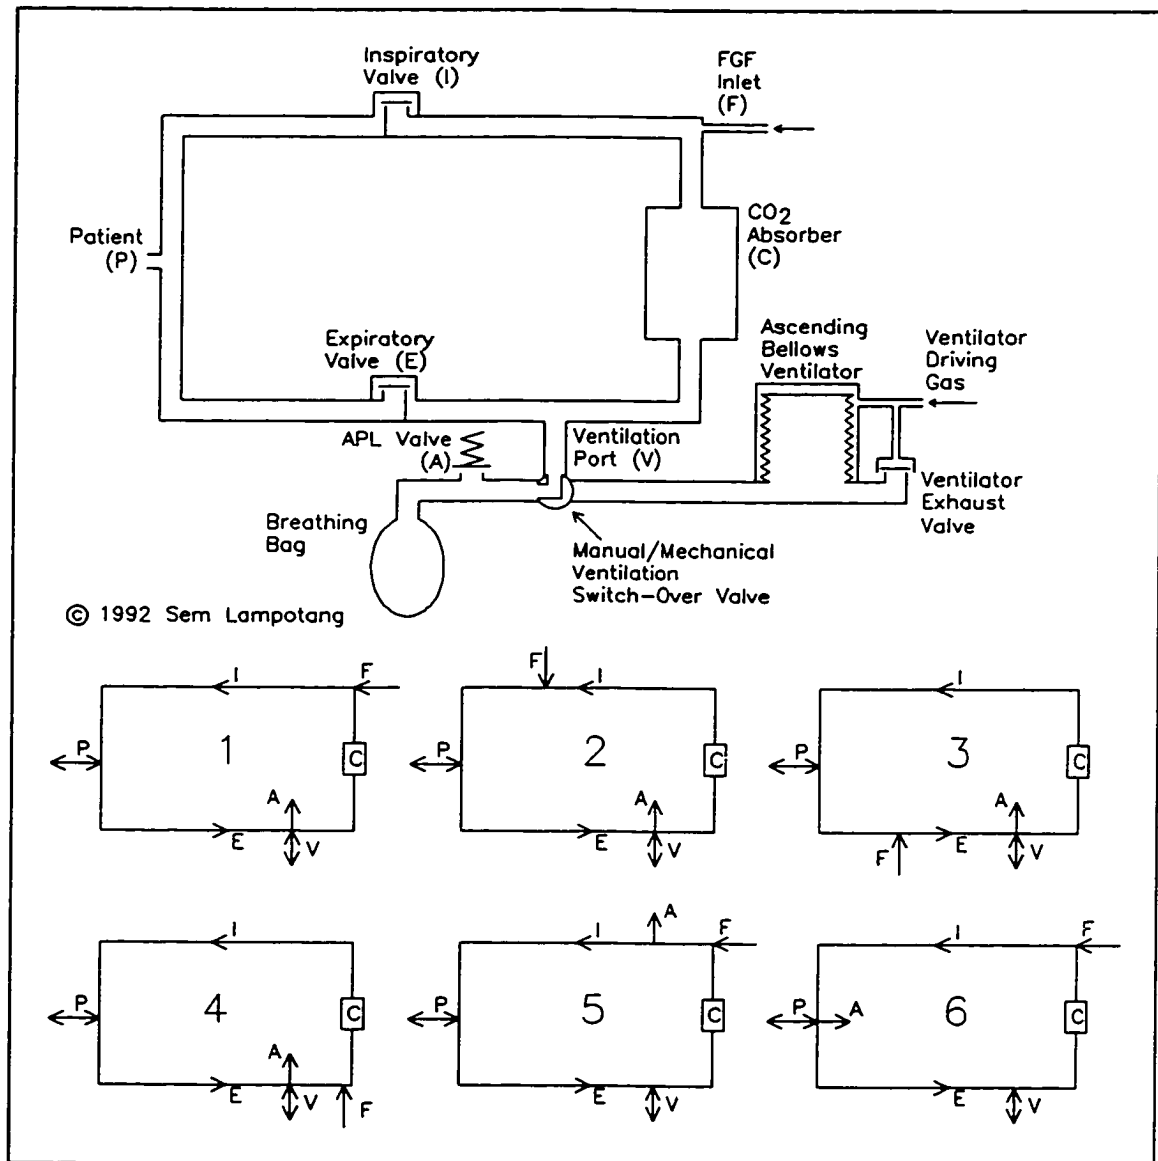 Inspiratory
Valve (I)
FGF
Inlet
(F)
Patient
(P)
CO2
Absorber
(C)
Expiratory
Valve (E)
Ascending
Bellows
Ventilator
Ventilator
Driving
Gas
APL Valve
(A)
Ventilation
Port (V)
Ventilator
Exhaust
Valve
Breathing
Bag
Manual/Mechanical
Ventilation
Switch-Over Valve
© 1992 Sem Lampotang
I F
P 1 C
A
E V
F I
P 2 C
A
E V
I
P 3 C
A
F E V
I
P 4 C
A
E V F
I A F
P 5 C
E V
I F
P A 6 C
E V